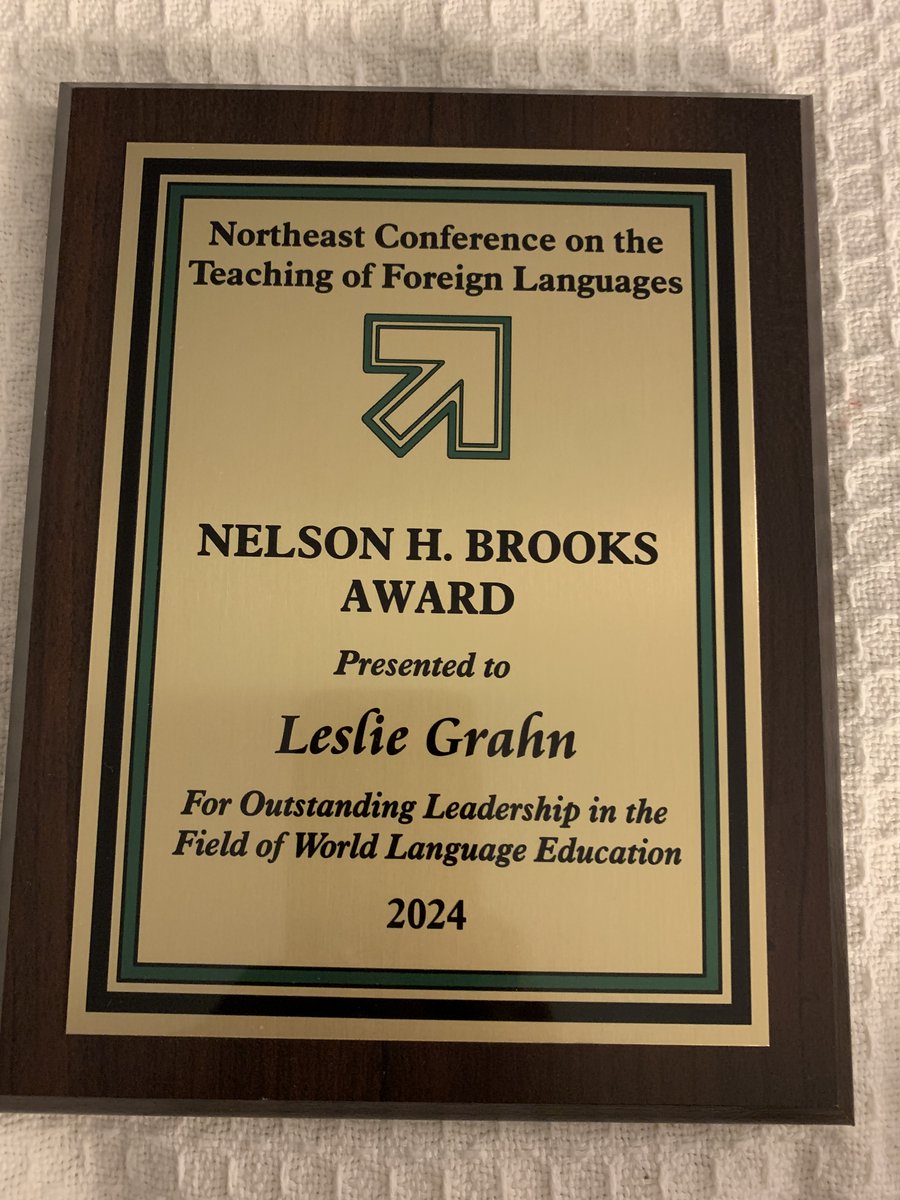 Northeast Conference on the
Teaching of Foreign Languages
NELSON H. BROOKS
AWARD
Presented to
Leslie Grahn
For Outstanding Leadership in the
Field of World Language Education
2024